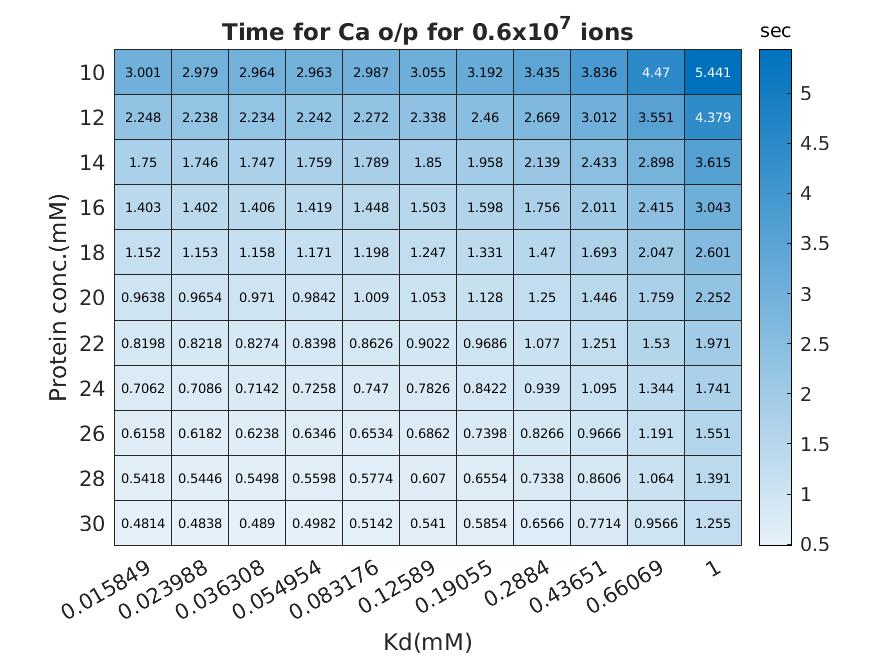 Time for Ca o/p for 0.6x10^7 ions
sec
10 3.001 2.979 2.964 2.963 2.987 3.055 3.192 3.435 3.836 4.47 5.441
12 2.248 2.238 2.234 2.242 2.272 2.338 2.46 2.669 3.012 3.551 4.379
14 1.75 1.746 1.747 1.759 1.789 1.85 1.958 2.139 2.433 2.898 3.615
16 1.403 1.402 1.406 1.419 1.448 1.503 1.598 1.756 2.011 2.415 3.043
18 1.152 1.153 1.158 1.171 1.198 1.247 1.331 1.47 1.693 2.047 2.601
20 0.9638 0.9654 0.971 0.9842 1.009 1.053 1.128 1.25 1.446 1.759 2.252
22 0.8198 0.8218 0.8274 0.8398 0.8626 0.9022 0.9686 1.077 1.251 1.53 1.971
24 0.7062 0.7086 0.7142 0.7258 0.747 0.7826 0.8422 0.939 1.095 1.344 1.741
26 0.6158 0.6182 0.6238 0.6346 0.6534 0.6862 0.7398 0.8266 0.9666 1.191 1.551
28 0.5418 0.5446 0.5498 0.5598 0.5774 0.607 0.6554 0.7338 0.8606 1.064 1.391
30 0.4814 0.4838 0.489 0.4982 0.5142 0.541 0.5854 0.6566 0.7714 0.9566 1.255
Protein conc.(mM)
0.015849 0.023988 0.036308 0.054954 0.083176 0.12589 0.19055 0.2884 0.43651 0.66069 1
Kd(mM)
5
4.5
4
3.5
3
2.5
2
1.5
1
0.5